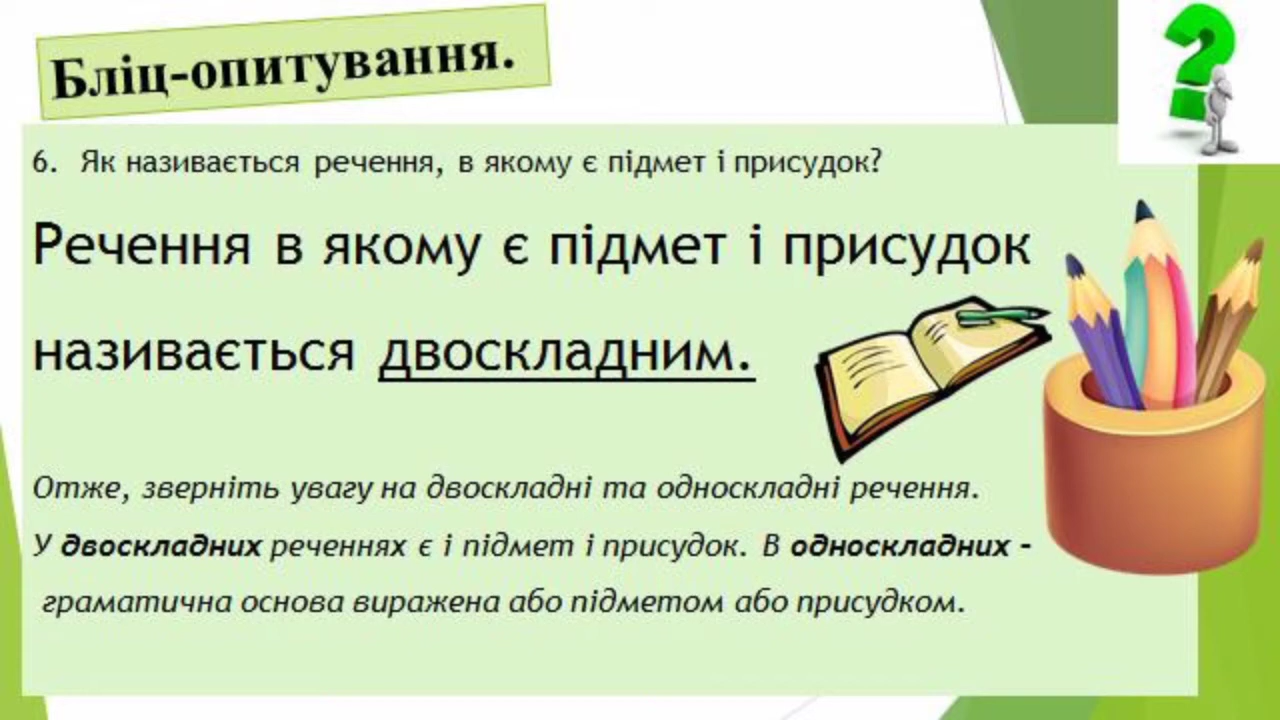 Бліц-опитування.
6. Як називається речення, в якому є підмет і присудок?
Речення в якому є підмет і присудок
називається двоскладним.
Отже, зверніть увагу на двоскладні та односкладні речення.
У двоскладних реченнях є і підмет і присудок. В односкладних -
граматична основа виражена або підметом або присудком.